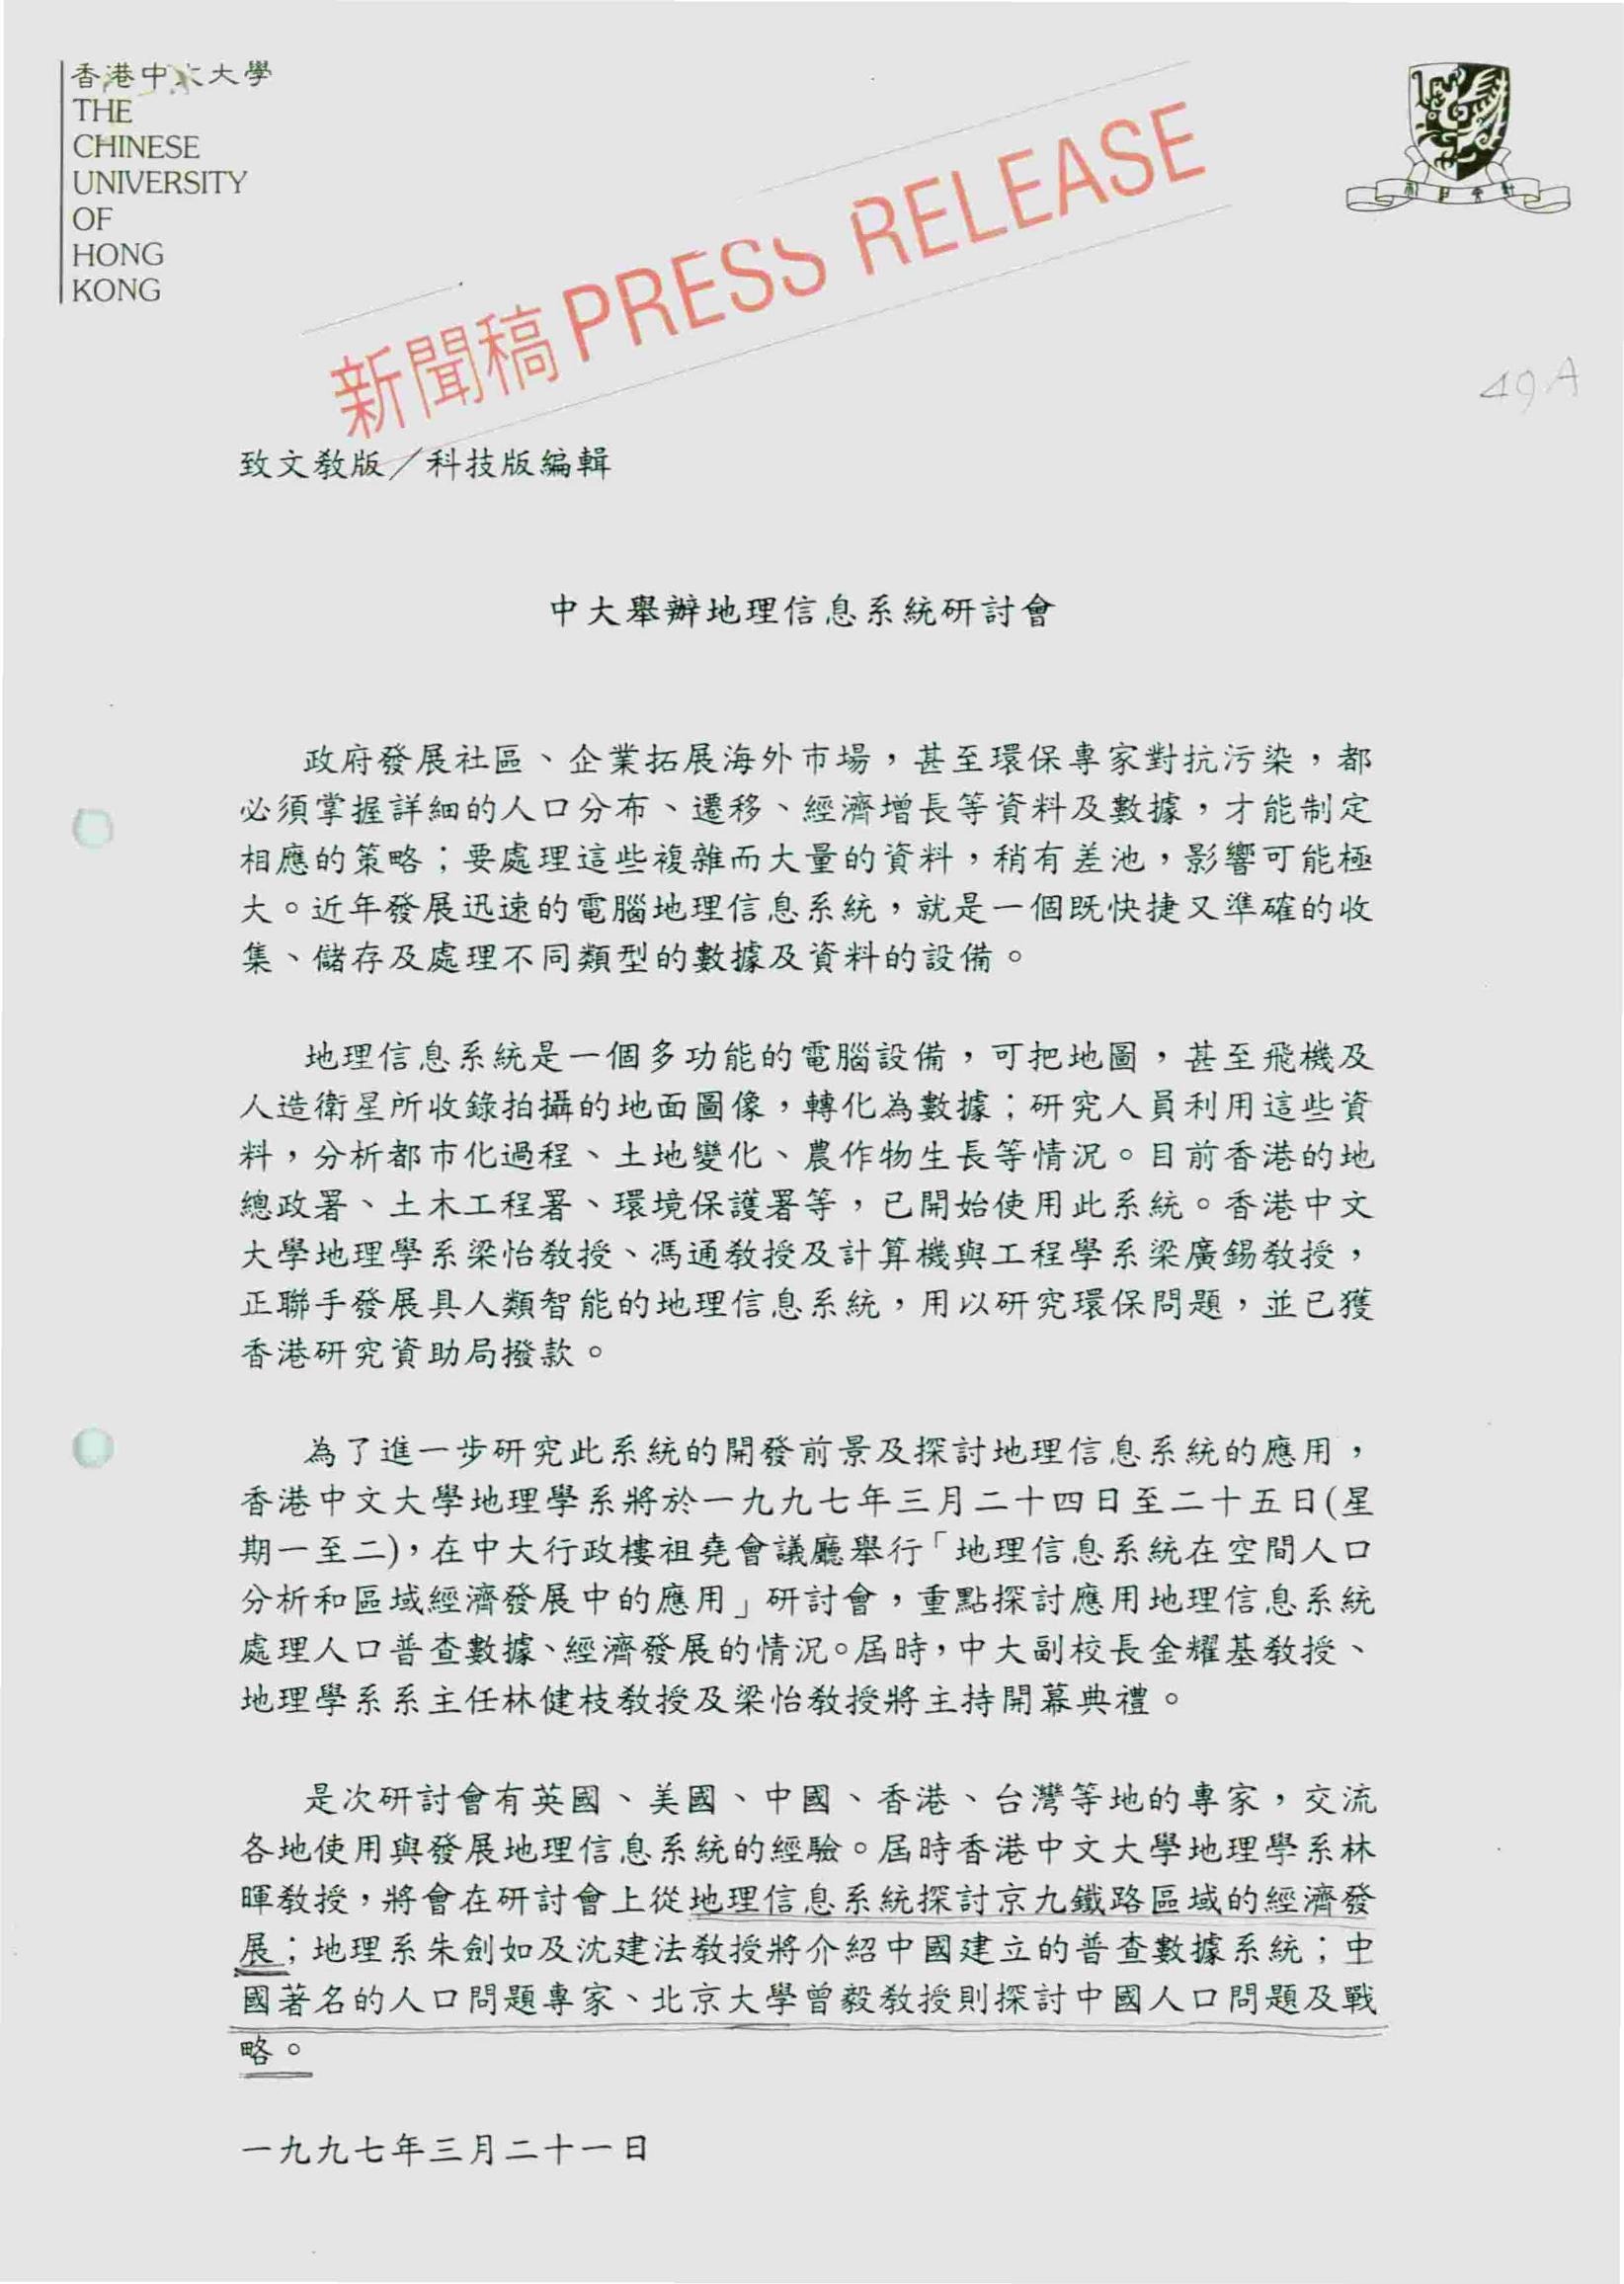 香港中文大學
THE
CHINESE
UNIVERSITY
OF
HONG
KONG
新聞稿 PRESS RELEASE
49A
致文教版／科技版編輯
中大舉辦地理信息系統研討會
政府發展社區、企業拓展海外市場，甚至環保專家對抗污染，都
必須掌握詳細的人口分布、遷移、經濟增長等資料及數據，才能制定
相應的策略；要處理這些複雜而大量的資料，稍有差池，影響可能極
大。近年發展迅速的電腦地理信息系統，就是一個既快捷又準確的收
集、儲存及處理不同類型的數據及資料的設備。
地理信息系統是一個多功能的電腦設備，可把地圖，甚至飛機及
人造衛星所收錄拍攝的地面圖像，轉化為數據；研究人員利用這些資
料，分析都市化過程、土地變化、農作物生長等情況。目前香港的地
總政署、土木工程署、環境保護署等，已開始使用此系統。香港中文
大學地理學系梁怡教授、馮通教授及計算機與工程學系梁廣錫教授，
正聯手發展具人類智能的地理信息系統，用以研究環保問題，並已獲
香港研究資助局撥款。
為了進一步研究此系統的開發前景及探討地理信息系統的應用，
香港中文大學地理學系將於一九九七年三月二十四日至二十五日(星
期一至二)，在中大行政樓祖堯會議廳舉行「地理信息系統在空間人口
分析和區域經濟發展中的應用」研討會，重點探討應用地理信息系統
處理人口普查數據、經濟發展的情況。屆時，中大副校長金耀基教授、
地理學系系主任林健枝教授及梁怡教授將主持開幕典禮。
是次研討會有英國、美國、中國、香港、台灣等地的專家，交流
各地使用與發展地理信息系統的經驗。屆時香港中文大學地理學系林
暉教授，將會在研討會上從地理信息系統探討京九鐵路區域的經濟發
展；地理系朱劍如及沈建法教授將介紹中國建立的普查數據系統；中
國著名的人口問題專家、北京大學曾毅教授則探討中國人口問題及戰
略。
一九九七年三月二十一日